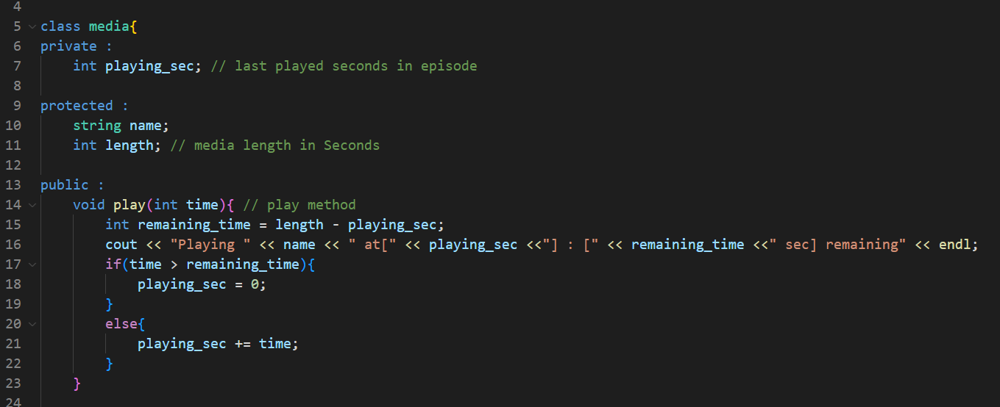 4
5 class media{
6 private :
7     int playing_sec; // last played seconds in episode
8
9 protected :
10     string name;
11     int length; // media length in Seconds
12
13 public :
14     void play(int time){ // play method
15         int remaining_time = length - playing_sec;
16         cout << "Playing " << name << " at[" << playing_sec <<"] : [" << remaining_time <<" sec] remaining" << endl;
17         if(time > remaining_time){
18             playing_sec = 0;
19         }
20         else{
21             playing_sec += time;
22         }
23     }
24